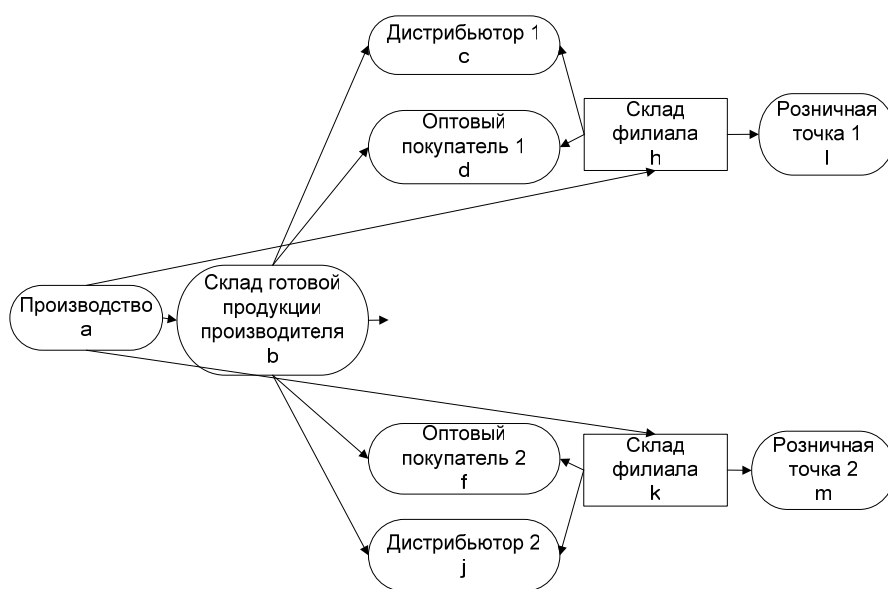 Дистрибьютор 1
c
Оптовый
покупатель 1
d
Склад
филиала
h
Розничная
точка 1
l
Производство
a
Склад готовой
продукции
производителя
b
Оптовый
покупатель 2
f
Склад
филиала
k
Розничная
точка 2
m
Дистрибьютор 2
j